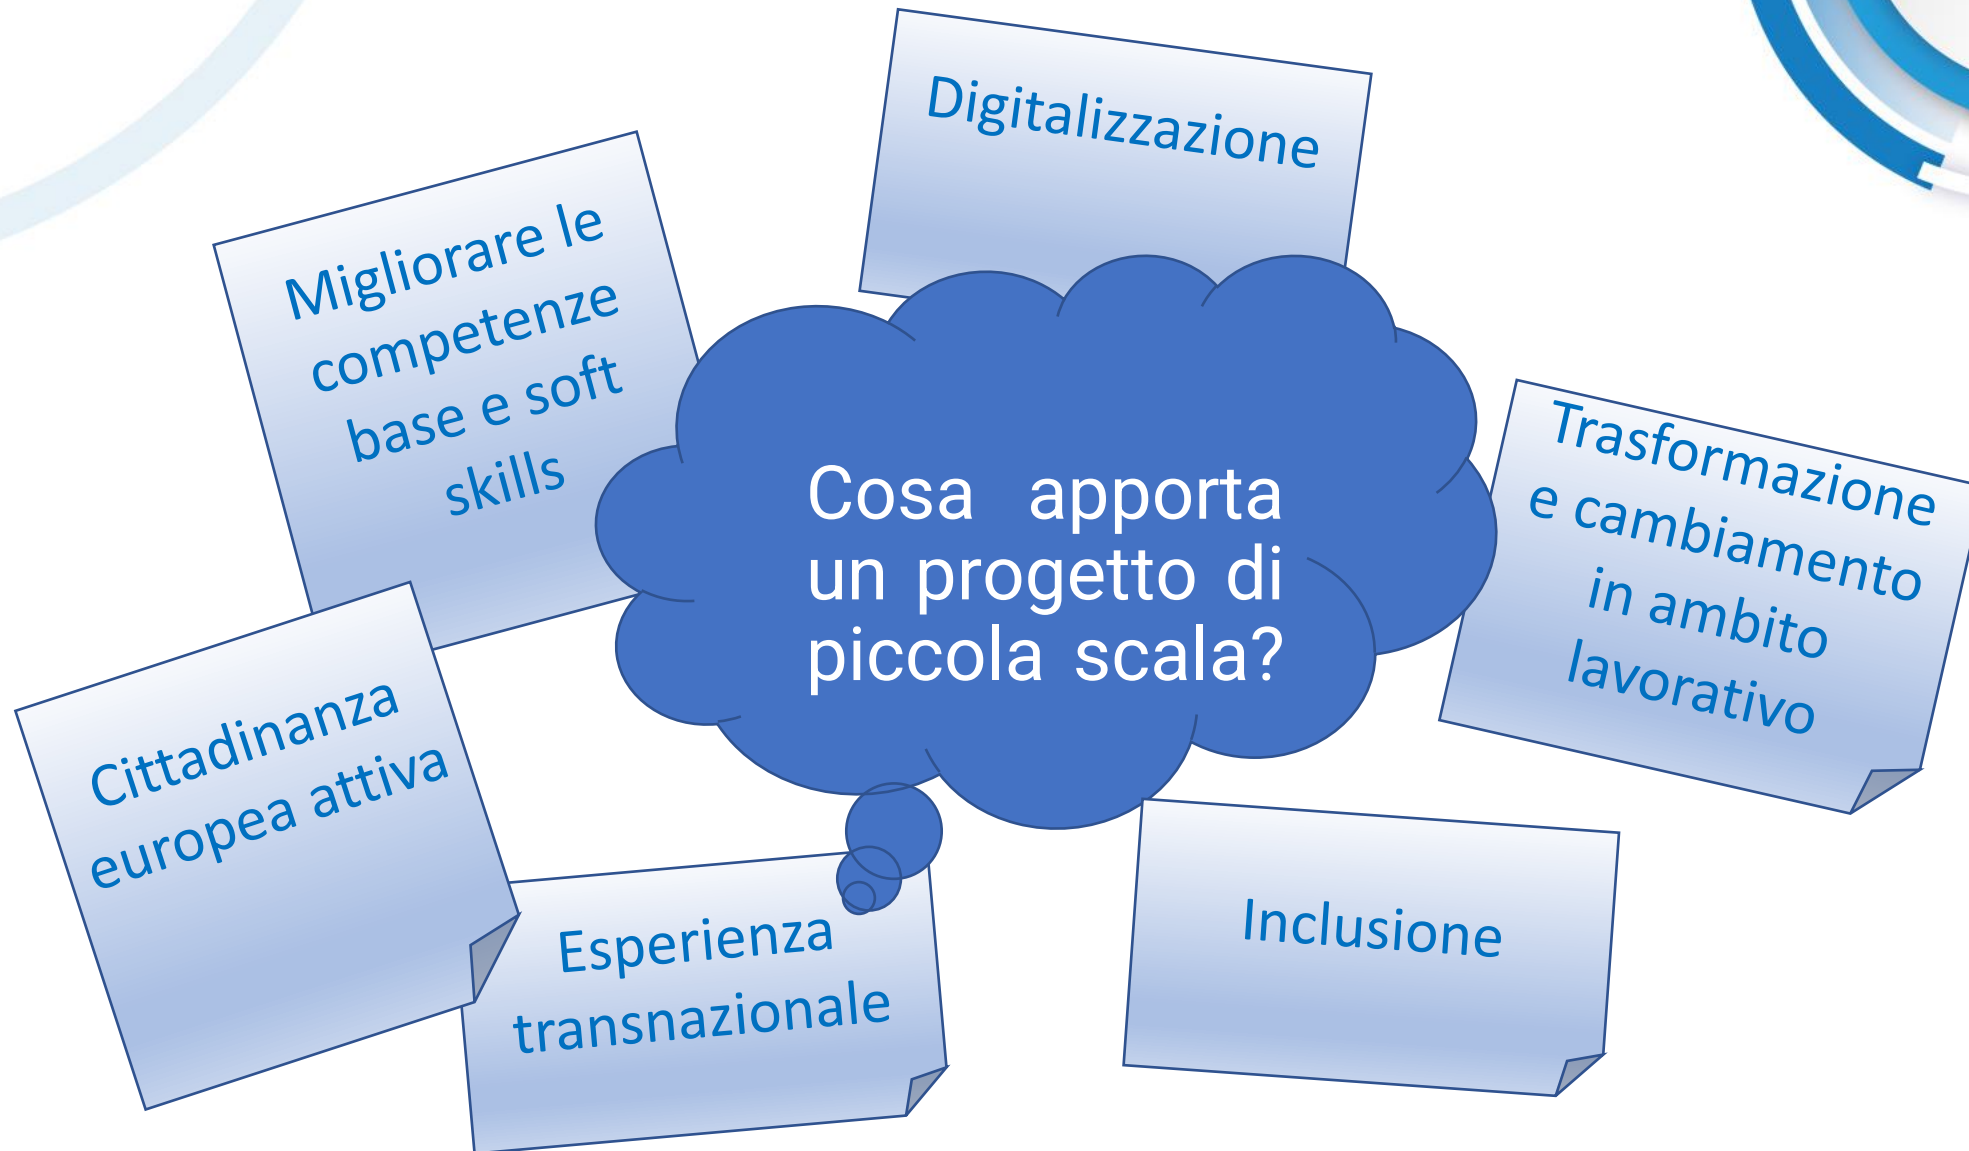 Digitalizzazione
Migliorare le
competenze
base e soft
skills
Cosa apporta
un progetto di
piccola scala?
Trasformazione
e cambiamento
in ambito
lavorativo
Cittadinanza
europea attiva
Esperienza
transnazionale
Inclusione